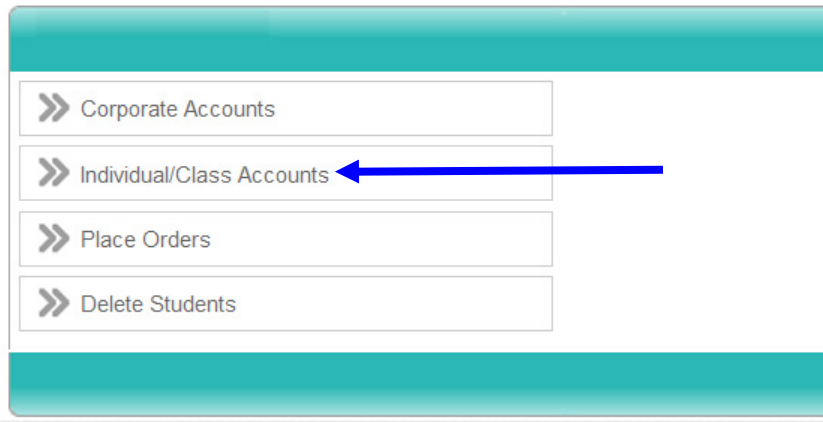 Corporate Accounts
Individual/Class Accounts
Place Orders
Delete Students